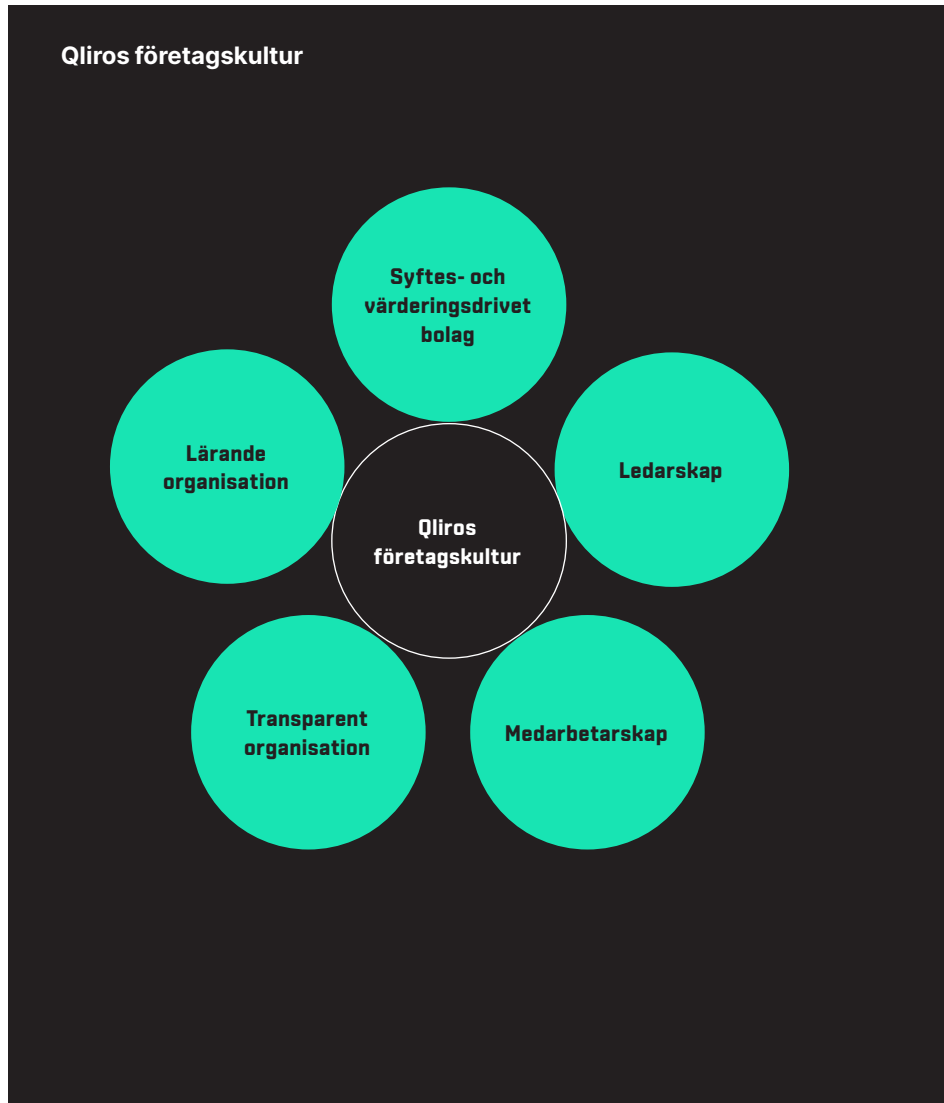 Qliros företagskultur
Syftes- och
värderingsdrivet
bolag
Lärande
organisation
Ledarskap
Qliros
företagskultur
Transparent
organisation
Medarbetarskap